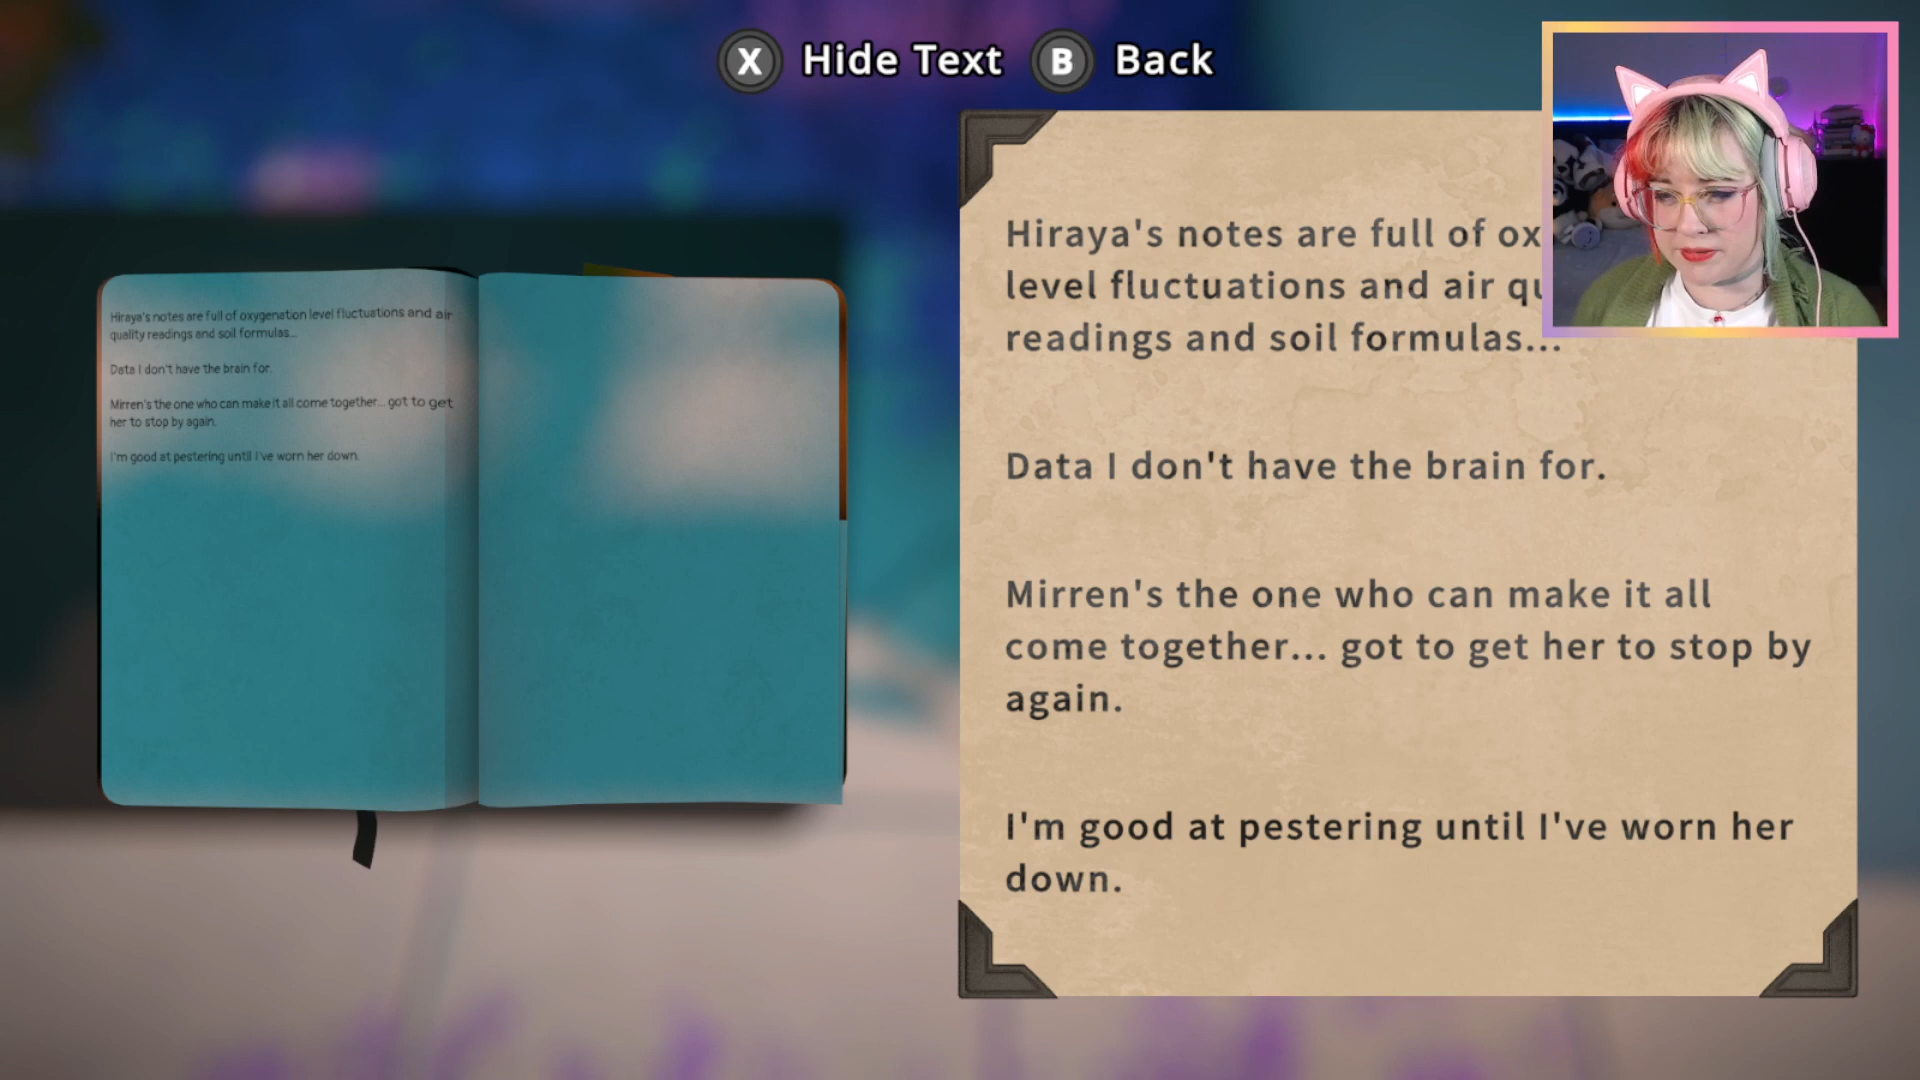 X Hide Text B Back
Hiraya's notes are full of oxygenation level fluctuations and air
quality readings and soil formulas...
Data I don't have the brain for.
Mirren's the one who can make it all come together... got to get
her to stop by again.
I'm good at pestering until I've worn her down.
Hiraya's notes are full of
level fluctuations and air
readings and soil formulas...
Data I don't have the brain for.
Mirren's the one who can make it all
come together... got to get her to stop by
again.
I'm good at pestering until I've worn her
down.